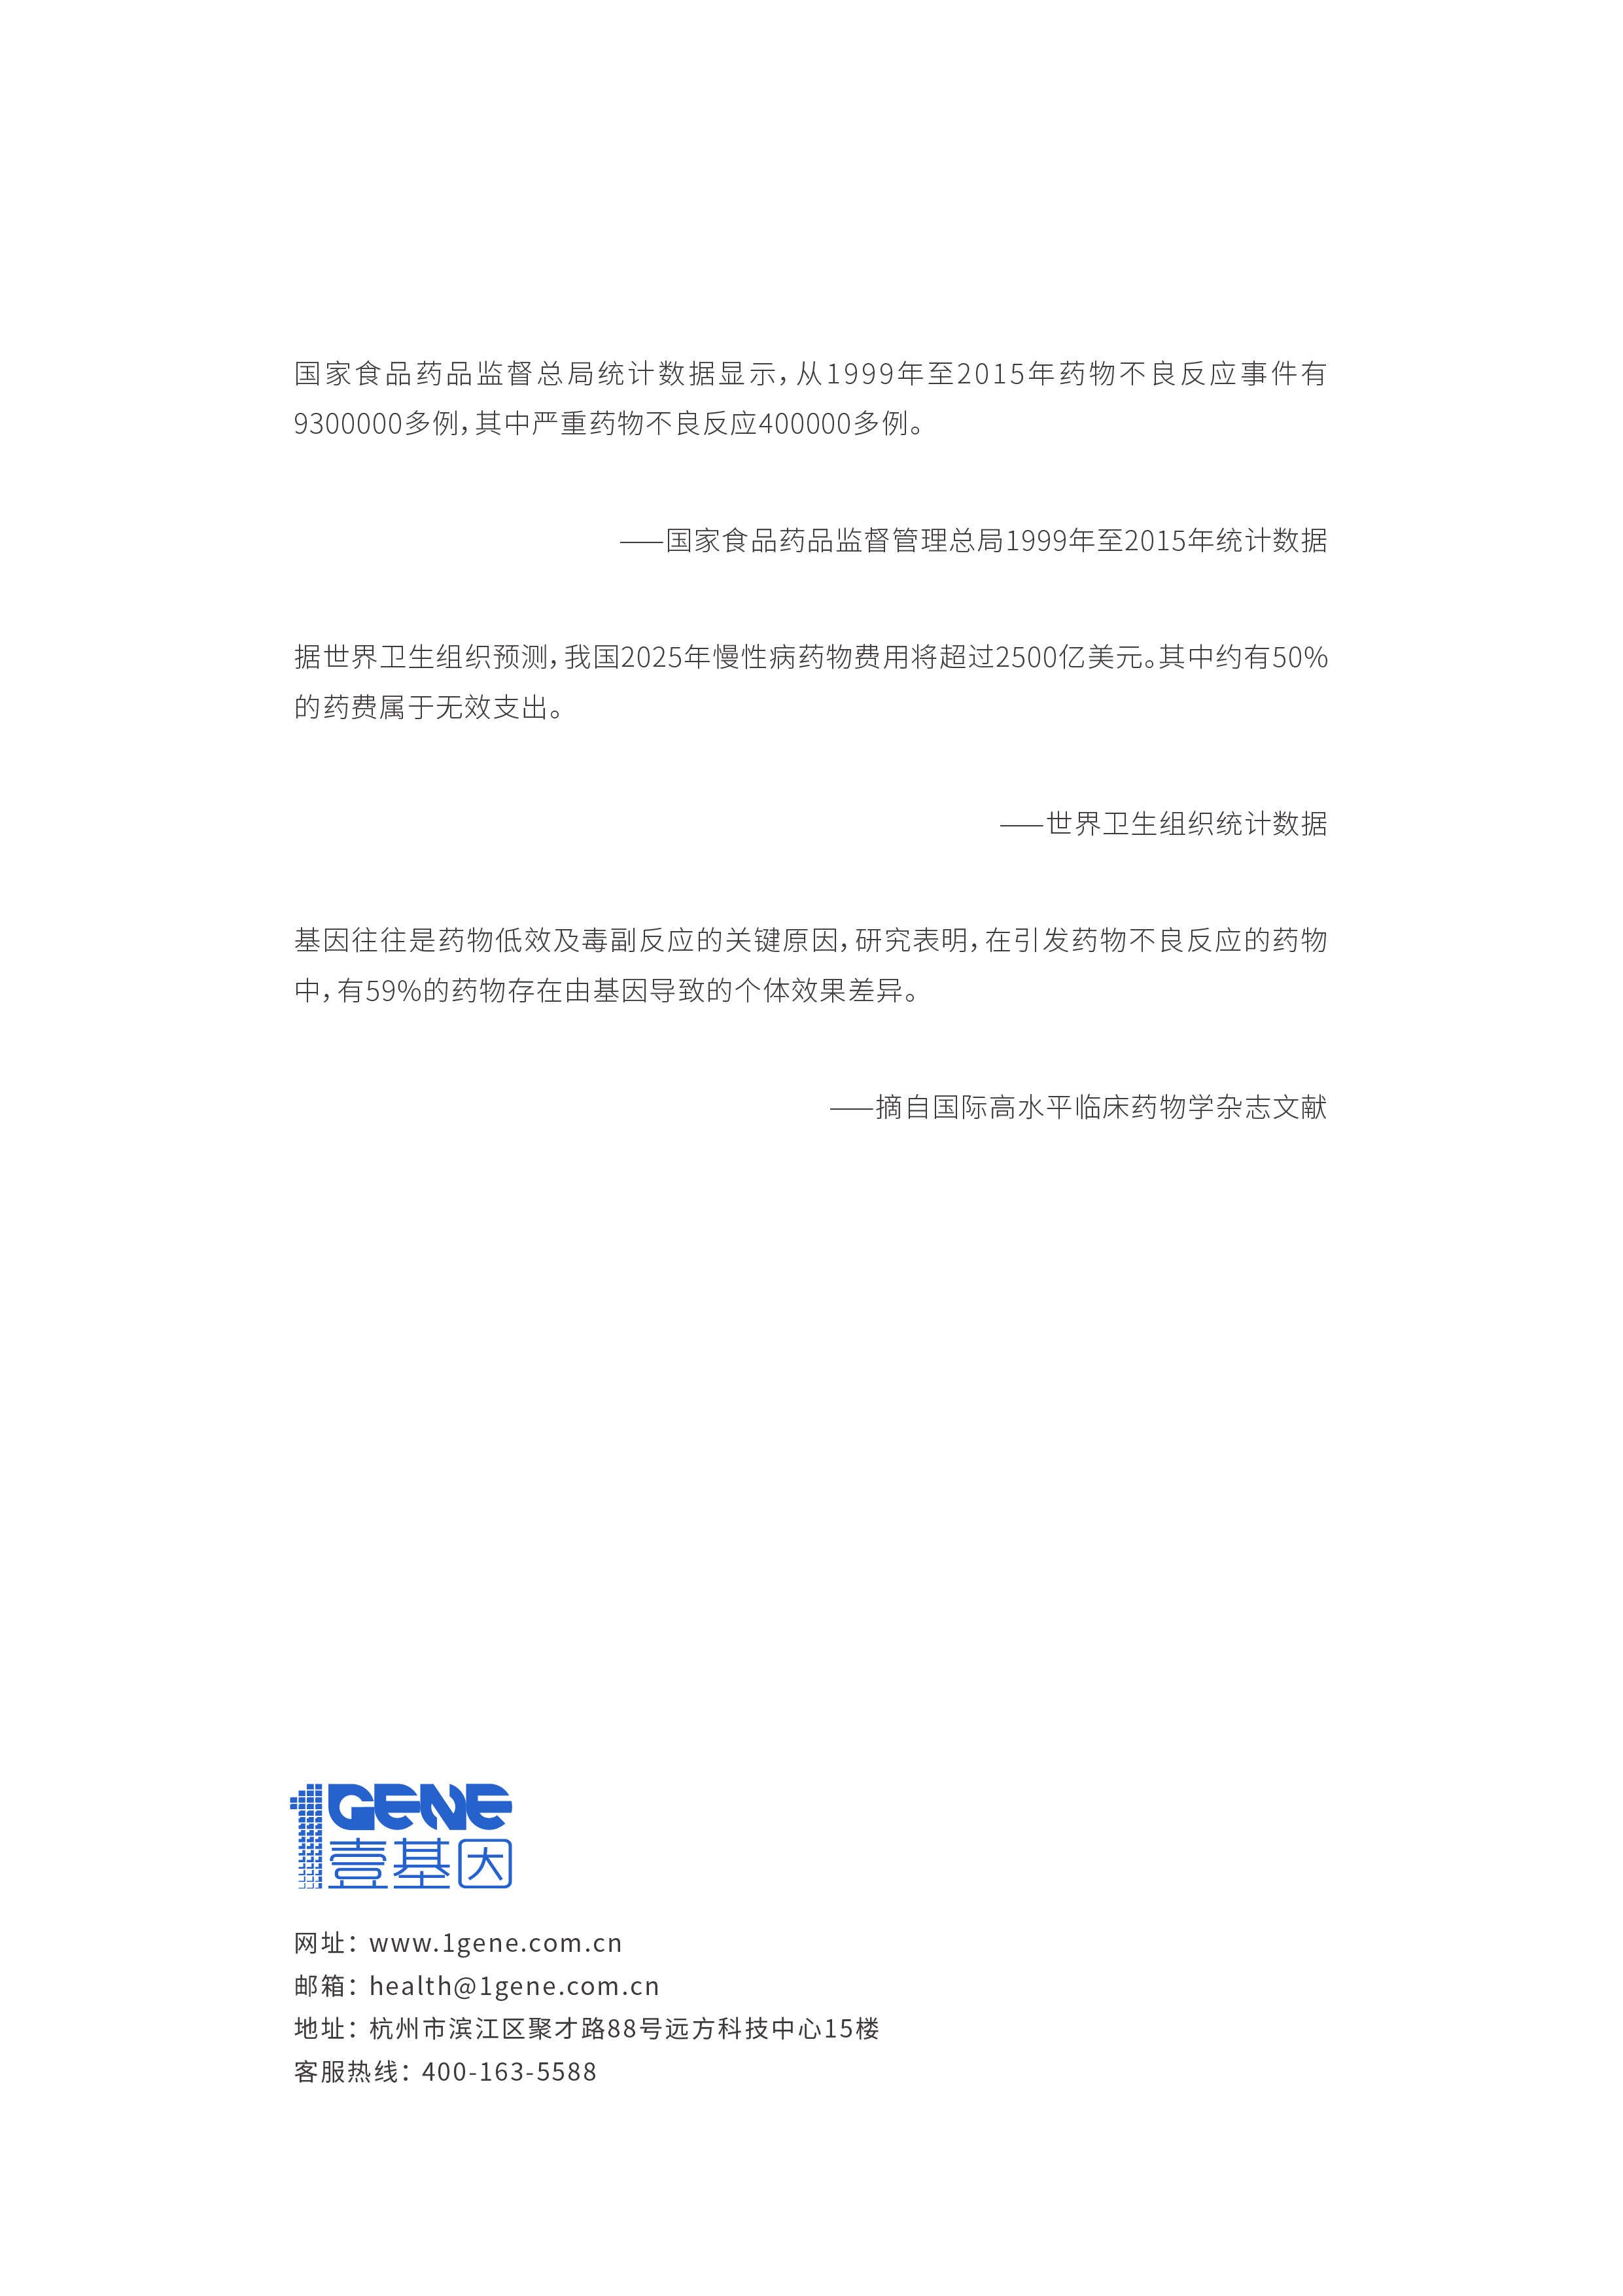 国家食品药品监督总局统计数据显示，从1999年至2015年药物不良反应事件有
9300000多例，其中严重药物不良反应400000多例。
——国家食品药品监督管理总局1999年至2015年统计数据
据世界卫生组织预测，我国2025年慢性病药物费用将超过2500亿美元。其中约有50%
的药费属于无效支出。
——世界卫生组织统计数据
基因往往是药物低效及毒副反应的关键原因，研究表明，在引发药物不良反应的药物
中，有59%的药物存在由基因导致的个体效果差异。
——摘自国际高水平临床药物学杂志文献
1GENE
壹基因
网址：www.1gene.com.cn
邮箱：health@1gene.com.cn
地址：杭州市滨江区聚才路88号远方科技中心15楼
客服热线：400-163-5588